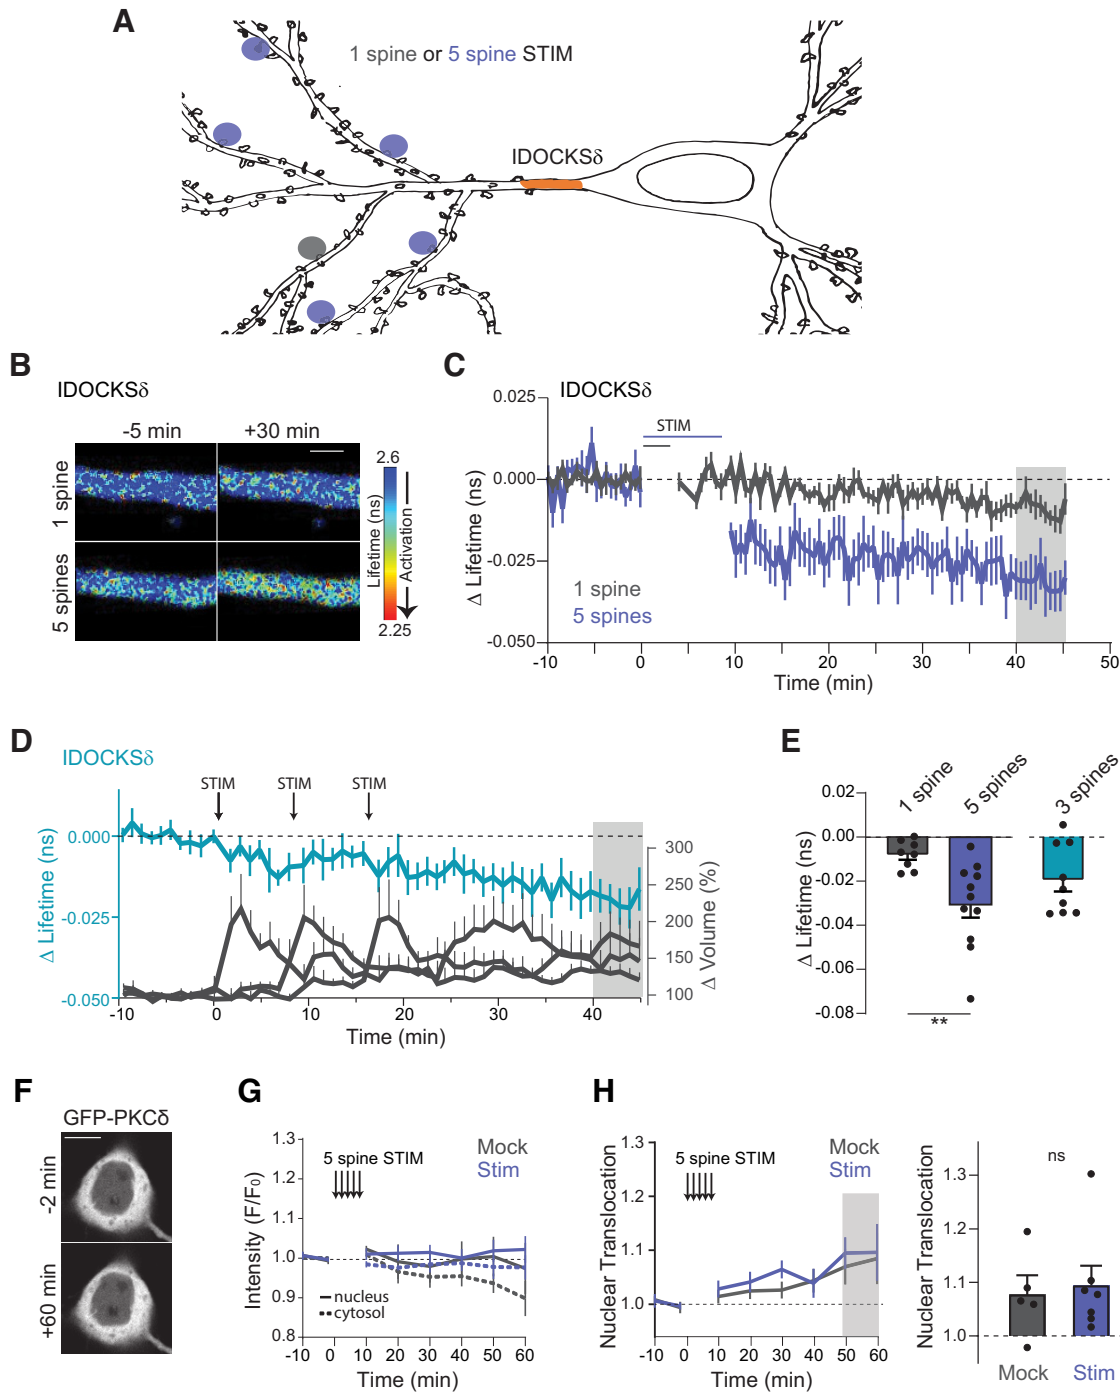 A
1 spine or 5 spine STIM
IDOCKSδ
B
IDOCKSδ
-5 min
+30 min
1 spine
5 spines
2.6
Lifetime (ns)
Activation
2.25
C
IDOCKSδ
STIM
0.025
0.000
-0.025
-0.050
Δ Lifetime (ns)
1 spine
5 spines
-10
0
10
20
30
40
50
Time (min)
D
IDOCKSδ
STIM
STIM
STIM
0.000
-0.025
-0.050
Δ Lifetime (ns)
300
250
200
150
100
Δ Volume (%)
-10
0
10
20
30
40
Time (min)
E
1 spine
5 spines
3 spines
0.02
0.00
-0.02
-0.04
-0.06
-0.08
Δ Lifetime (ns)
**
F
GFP-PKCδ
-2 min
+60 min
G
Mock
Stim
5 spine STIM
1.3
1.2
1.1
1.0
0.9
0.8
Intensity (F/F0)
nucleus
cytosol
-10
0
10
20
30
40
50
60
Time (min)
H
Mock
Stim
5 spine STIM
1.3
1.2
1.1
1.0
Nuclear Translocation
-10
0
10
20
30
40
50
60
Time (min)
ns
1.3
1.2
1.1
1.0
Nuclear Translocation
Mock
Stim